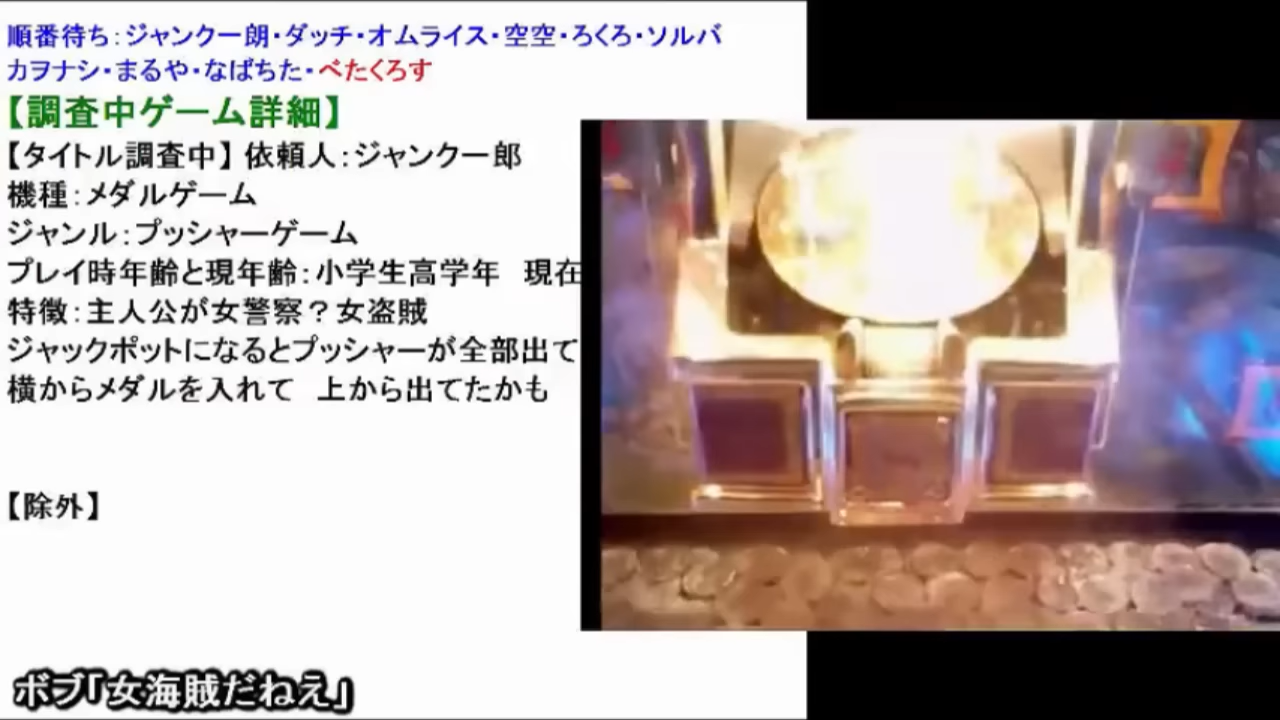 順番待ち:ジャンクー朗・ダッチ・オムライス・空空・ろくろ・ソルバ
カヲナシ・まるや・なばちた・べたくろす
【調査中ゲーム詳細】
【タイトル調査中】 依頼人:ジャンクー郎
機種:メダルゲーム
ジャンル:プッシャーゲーム
プレイ時年齢と現年齢:小学生高学年 現在
特徴:主人公が女警察?女盗賊
ジャックポットになるとプッシャーが全部出て
横からメダルを入れて 上から出てたかも
【除外】
ボブ「女海賊だねえ」